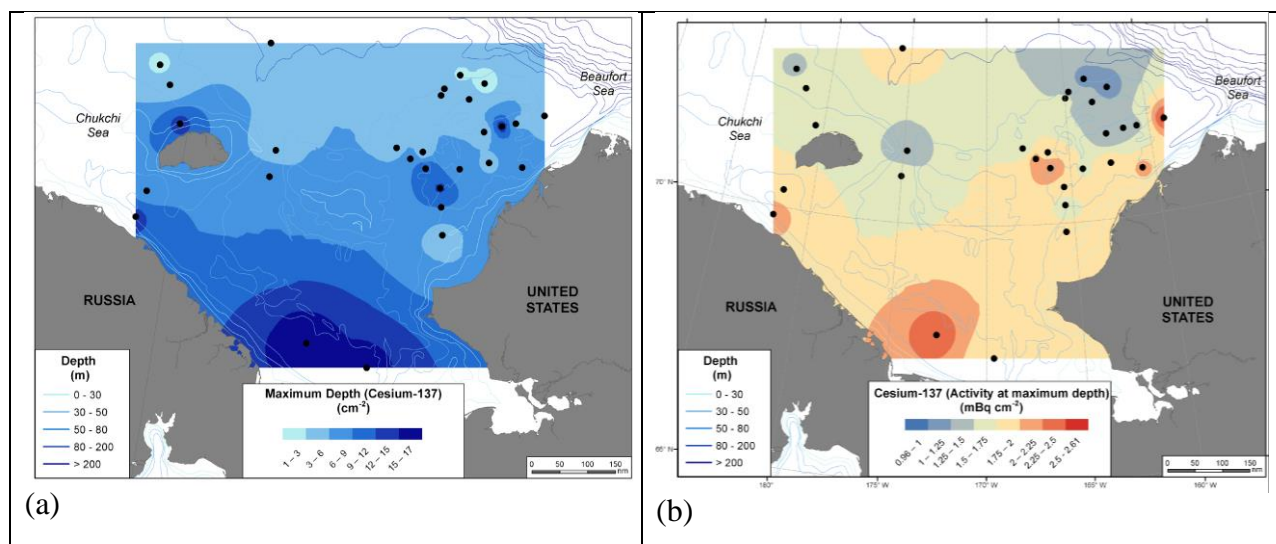 Beaufort
Sea
Chukchi
Sea
RUSSIA
UNITED
STATES
Depth
(m)
0 - 30
30 - 50
50 - 80
80 - 200
> 200
Maximum Depth (Cesium-137)
(cm⁻²)
1 – 3
3 – 6
6 – 9
9 – 12
12 – 15
15 – 17
0 50 100 150
nm
(a)
Beaufort
Sea
Chukchi
Sea
70° N
RUSSIA
UNITED
STATES
Depth
(m)
0 - 30
30 - 50
50 - 80
80 - 200
> 200
Cesium-137 (Activity at maximum depth)
(mBq cm⁻²)
0.96 – 1
1 – 1.25
1.25 – 1.5
1.5 – 1.75
1.75 – 2
2 – 2.25
2.25 – 2.5
2.5 - 2.61
0 50 100 150
nm
65° N
180°
175° W
170° W
165° W
160° W
(b)